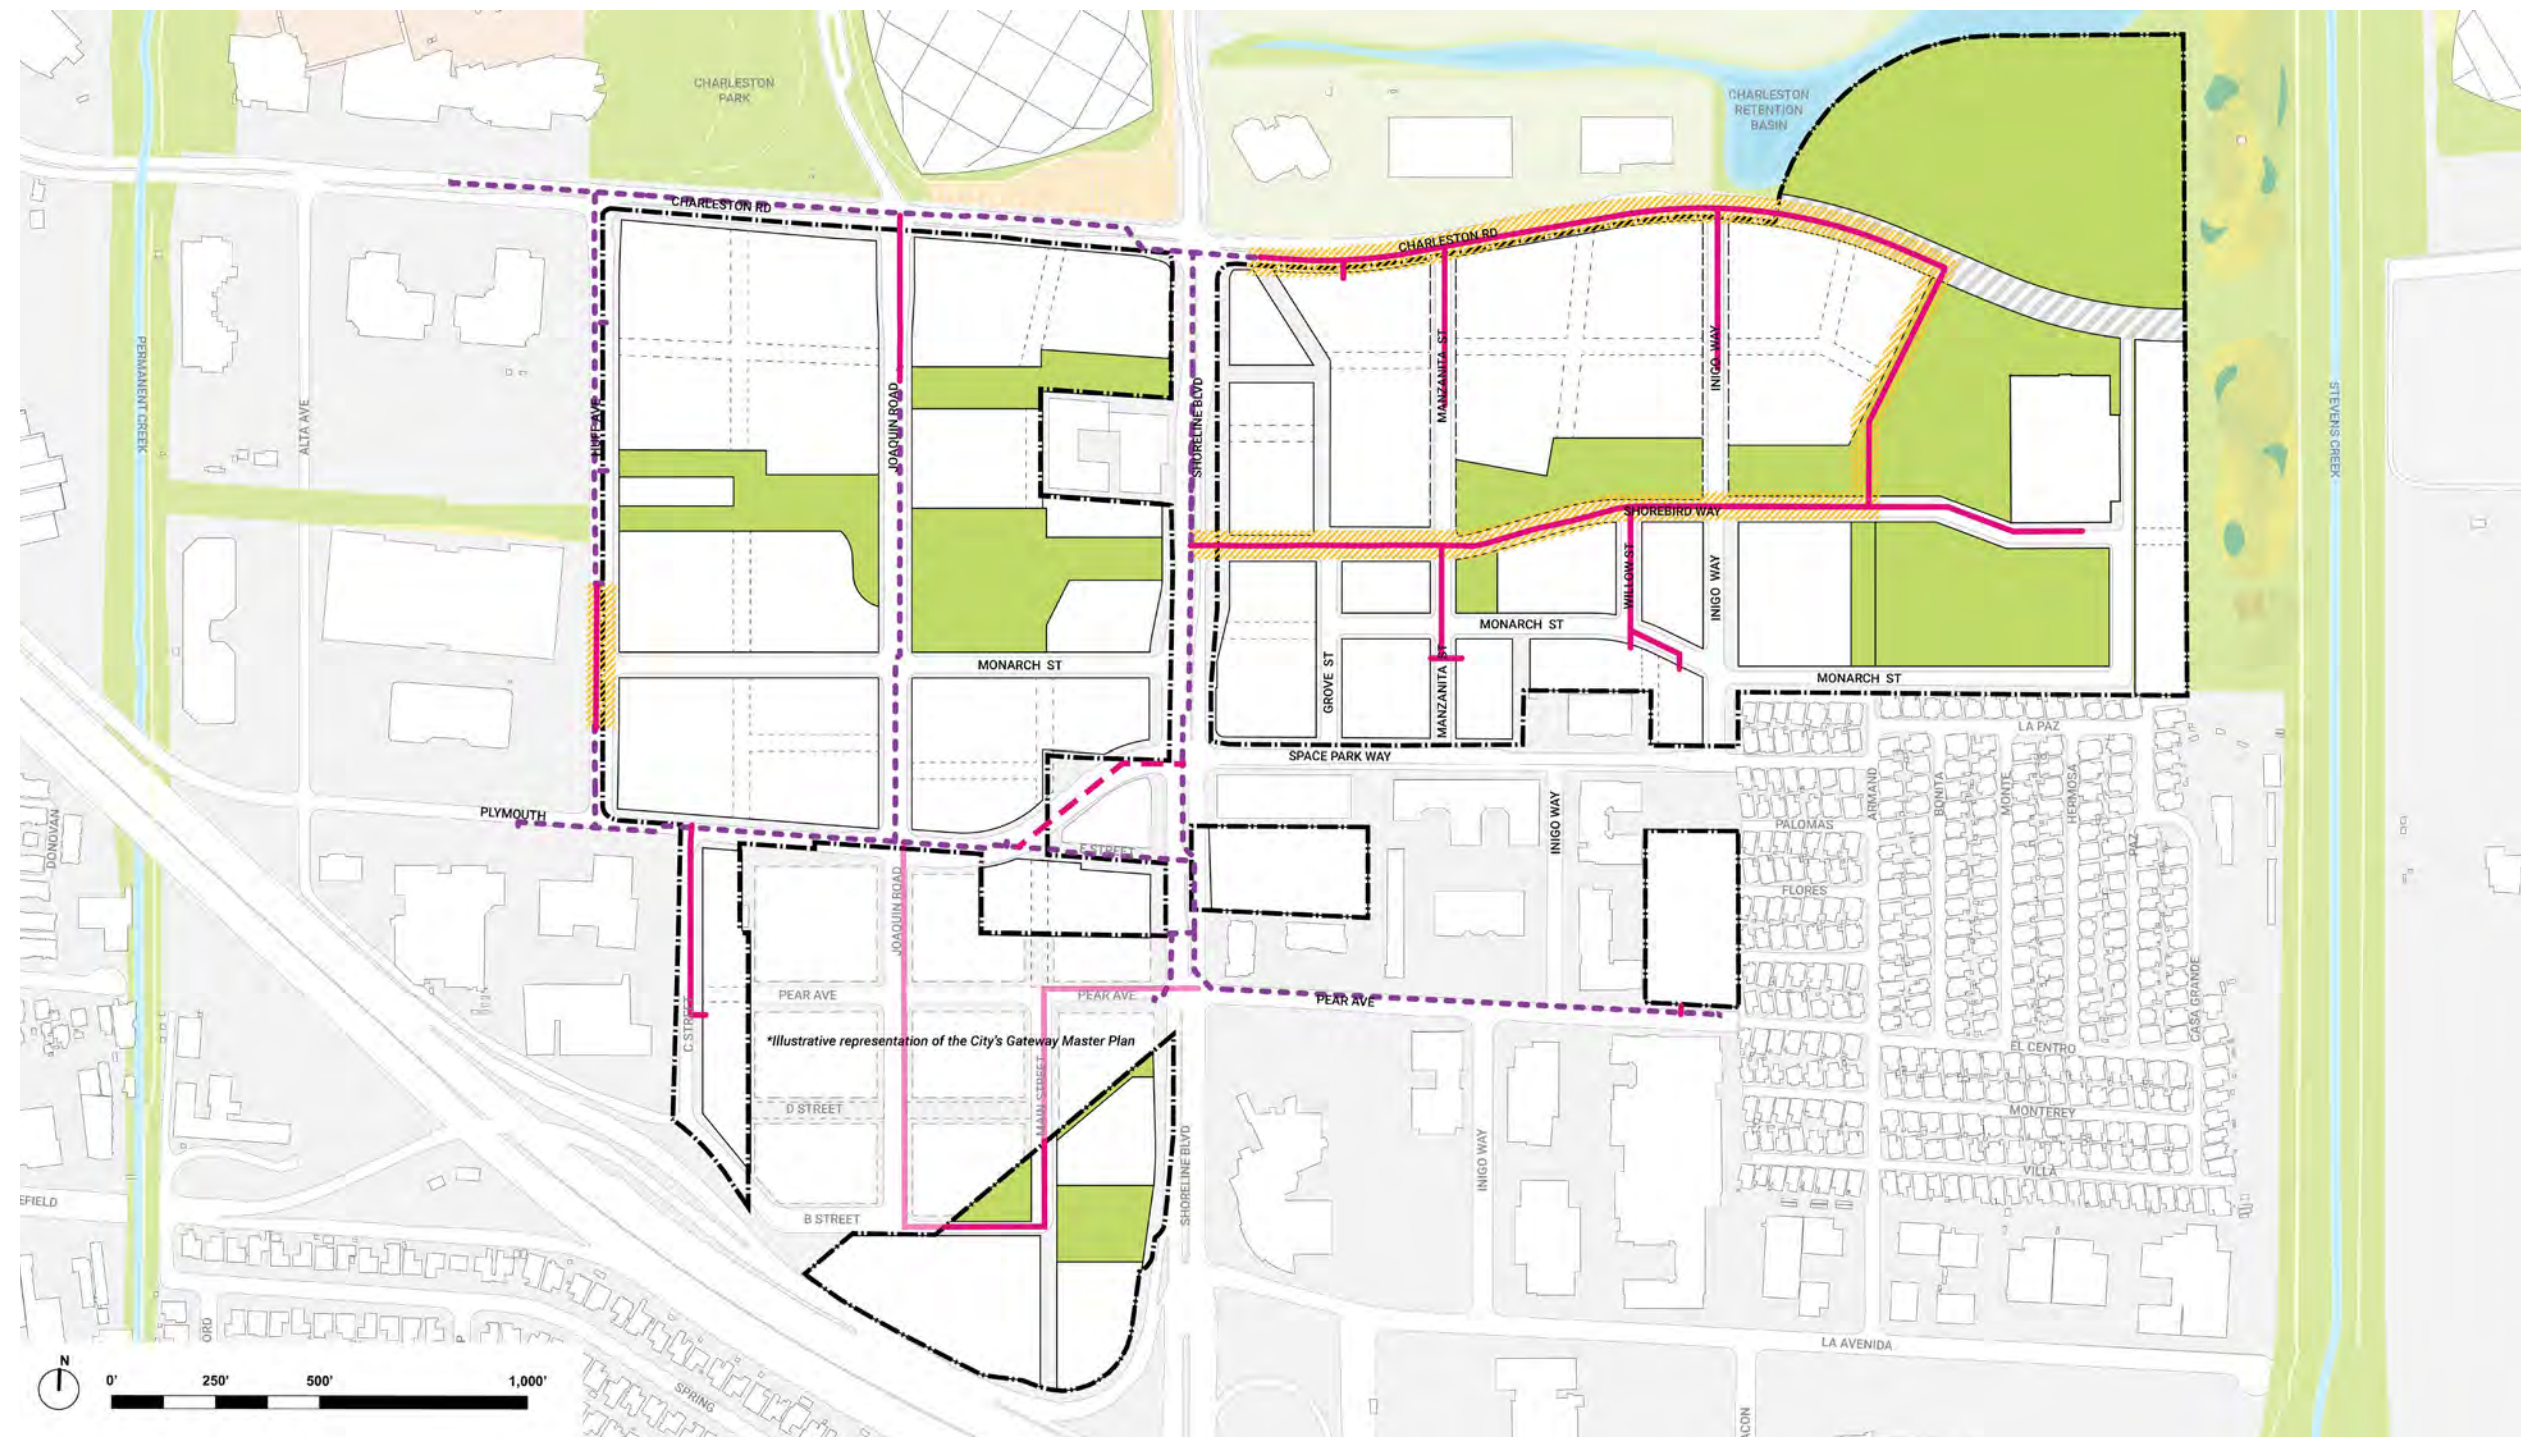 CHARLESTON
PARK
CHARLESTON
RETENTION
BASIN
CHARLESTON RD
CHARLESTON RD
PERMANENT CREEK
ALTA AVE
HUFF AVE
JOAQUIN ROAD
SHORELINE BLVD
MANZANITA ST
INIGO WAY
STEVENS CREEK
SHOREBIRD WAY
WILLOW ST
INIGO WAY
MONARCH ST
MONARCH ST
MONARCH ST
GROVE ST
MANZANITA ST
SPACE PARK WAY
LA PAZ
ARMAND
BONITA
MONTE
HERMOSA
PAZ
PALOMAS
FLORES
CASA GRANDE
EL CENTRO
MONTEREY
VILLA
PLYMOUTH
DONOVAN
E STREET
INIGO WAY
JOAQUIN ROAD
PEAR AVE
PEAR AVE
PEAR AVE
C STREET
*Illustrative representation of the City's Gateway Master Plan
MAIN STREET
D STREET
SHORELINE BLVD
INIGO WAY
EFIELD
B STREET
ORD
P
LA AVENIDA
SPRING
ACON
N
0' 250' 500' 1,000'